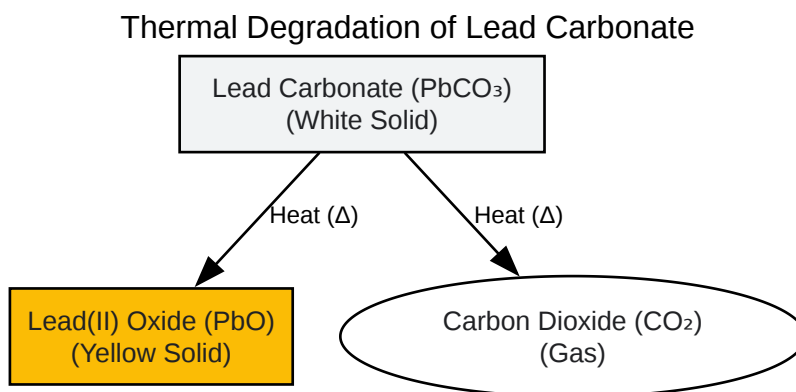 Thermal Degradation of Lead Carbonate
Lead Carbonate (PbCO₃)
(White Solid)
Heat (Δ)
Heat (Δ)
Lead(II) Oxide (PbO)
(Yellow Solid)
Carbon Dioxide (CO₂)
(Gas)